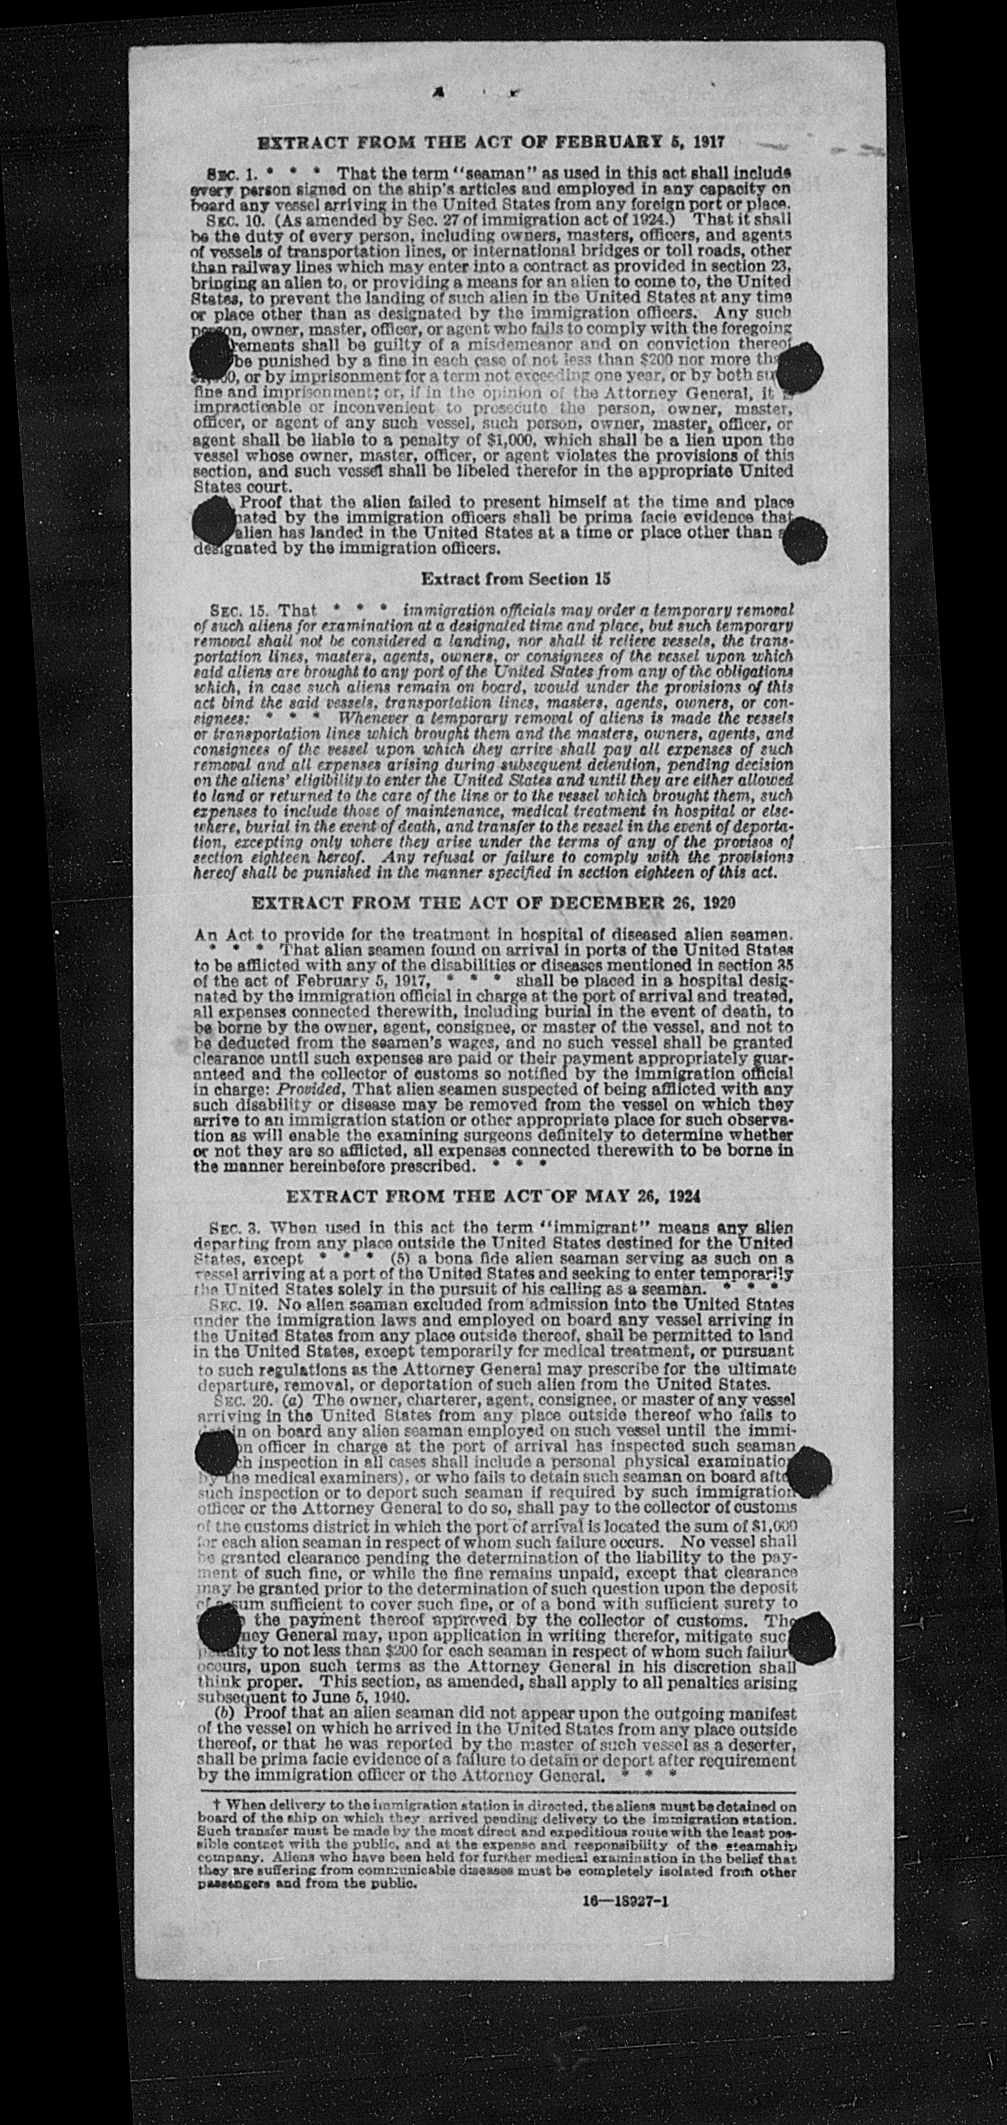 EXTRACT FROM THE ACT OF FEBRUARY 5, 1917
SEC. 1. * * * That the term "seaman" as used in this act shall include
every person signed on the ship's articles and employed in any capacity on
board any vessel arriving in the United States from any foreign port or place.
SEC. 10. (As amended by Sec. 27 of immigration act of 1924.) That it shall
be the duty of every person, including owners, masters, officers, and agents
of vessels of transportation lines, or international bridges or toll roads, other
than railway lines which may enter into a contract as provided in section 23,
bringing an alien to, or providing a means for an alien to come to, the United
States, to prevent the landing of such alien in the United States at any time
or place other than as designated by the immigration officers. Any such
person, owner, master, officer, or agent who fails to comply with the foregoing
rements shall be guilty of a misdemeanor and on conviction thereof
be punished by a fine in each case of not less than $200 nor more
or by imprisonment for a term not exceeding one year, or by both
fine and imprisonment; or, if in the opinion of the Attorney General, it
impracticable or inconvenient to prosecute the person, owner, master,
officer, or agent of any such vessel, such person, owner, master, officer, or
agent shall be liable to a penalty of $1,000, which shall be a lien upon the
vessel whose owner, master, officer, or agent violates the provisions of this
section, and such vessel shall be libeled therefor in the appropriate United
States court.
Proof that the alien failed to present himself at the time and place
nated by the immigration officers shall be prima facie evidence that
alien has landed in the United States at a time or place other than
designated by the immigration officers.
Extract from Section 15
SEC. 15. That * * * immigration officials may order a temporary removal
of such aliens for examination at a designated time and place, but such temporary
removal shall not be considered a landing, nor shall it relieve vessels, the trans-
portation lines, masters, agents, owners, or consignees of the vessel upon which
said aliens are brought to any port of the United States from any of the obligations
which, in case such aliens remain on board, would under the provisions of this
act bind the said vessels, transportation lines, masters, agents, owners, or con-
signees: * * * Whenever a temporary removal of aliens is made the vessels
or transportation lines which brought them and the masters, owners, agents, and
consignees of the vessel upon which they arrive shall pay all expenses of such
removal and all expenses arising during subsequent detention, pending decision
on the aliens' eligibility to enter the United States and until they are either allowed
to land or returned to the care of the line or to the vessel which brought them, such
expenses to include those of maintenance, medical treatment in hospital or else-
where, burial in the event of death, and transfer to the vessel in the event of deporta-
tion, excepting only where they arise under the terms of any of the provisos of
section eighteen hereof. Any refusal or failure to comply with the provisions
hereof shall be punished in the manner specified in section eighteen of this act.
EXTRACT FROM THE ACT OF DECEMBER 26, 1920
An Act to provide for the treatment in hospital of diseased alien seamen.
* * * That alien seamen found on arrival in ports of the United States
to be afflicted with any of the disabilities or diseases mentioned in section 35
of the act of February 5, 1917, * * * shall be placed in a hospital desig-
nated by the immigration official in charge at the port of arrival and treated,
all expenses connected therewith, including burial in the event of death, to
be borne by the owner, agent, consignee, or master of the vessel, and not to
be deducted from the seamen's wages, and no such vessel shall be granted
clearance until such expenses are paid or their payment appropriately guar-
anteed and the collector of customs so notified by the immigration official
in charge: Provided, That alien seamen suspected of being afflicted with any
such disability or disease may be removed from the vessel on which they
arrive to an immigration station or other appropriate place for such observa-
tion as will enable the examining surgeons definitely to determine whether
or not they are so afflicted, all expenses connected therewith to be borne in
the manner hereinbefore prescribed. * * *
EXTRACT FROM THE ACT OF MAY 26, 1924
SEC. 3. When used in this act the term "immigrant" means any alien
departing from any place outside the United States destined for the United
States, except * * * (5) a bona fide alien seaman serving as such on a
vessel arriving at a port of the United States and seeking to enter temporarily
the United States solely in the pursuit of his calling as a seaman. * * *
SEC. 19. No alien seaman excluded from admission into the United States
under the immigration laws and employed on board any vessel arriving in
the United States from any place outside thereof, shall be permitted to land
in the United States, except temporarily for medical treatment, or pursuant
to such regulations as the Attorney General may prescribe for the ultimate
departure, removal, or deportation of such alien from the United States.
SEC. 20. (a) The owner, charterer, agent, consignee, or master of any vessel
arriving in the United States from any place outside thereof who fails to
in on board any alien seaman employed on such vessel until the immi-
on officer in charge at the port of arrival has inspected such seaman
ch inspection in all cases shall include a personal physical examination
by the medical examiners), or who fails to detain such seaman on board after
such inspection or to deport such seaman if required by such immigration
officer or the Attorney General to do so, shall pay to the collector of customs
of the customs district in which the port of arrival is located the sum of $1,000
for each alien seaman in respect of whom such failure occurs. No vessel shall
be granted clearance pending the determination of the liability to the pay-
ment of such fine, or while the fine remains unpaid, except that clearance
may be granted prior to the determination of such question upon the deposit
of a sum sufficient to cover such fine, or of a bond with sufficient surety to
the payment thereof approved by the collector of customs. The
ney General may, upon application in writing therefor, mitigate such
penalty to not less than $200 for each seaman in respect of whom such failure
occurs, upon such terms as the Attorney General in his discretion shall
think proper. This section, as amended, shall apply to all penalties arising
subsequent to June 5, 1940.
(b) Proof that an alien seaman did not appear upon the outgoing manifest
of the vessel on which he arrived in the United States from any place outside
thereof, or that he was reported by the master of such vessel as a deserter,
shall be prima facie evidence of a failure to detain or deport after requirement
by the immigration officer or the Attorney General. * * *
† When delivery to the immigration station is directed, the aliens must be detained on
board of the ship on which they arrived pending delivery to the immigration station.
Such transfer must be made by the most direct and expeditious route with the least pos-
sible contact with the public, and at the expense and responsibility of the steamship
company. Aliens who have been held for further medical examination in the belief that
they are suffering from communicable diseases must be completely isolated from other
passengers and from the public.
16—18927-1